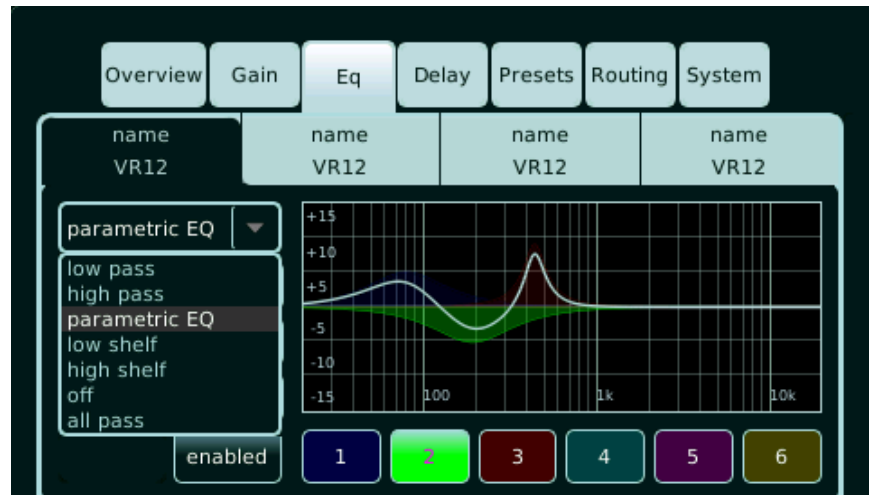 Overview Gain Eq Delay Presets Routing System
name name name name
VR12 VR12 VR12 VR12
parametric EQ
low pass
high pass
parametric EQ
low shelf
high shelf
off
all pass
enabled
+15
+10
+5
-5
-10
-15 100 1k 10k
1 2 3 4 5 6